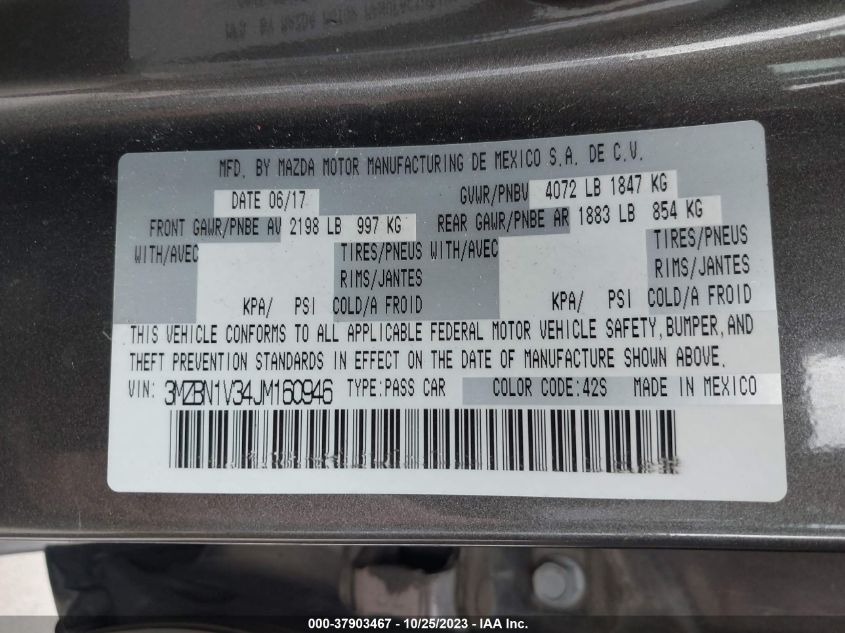 MFD. BY MAZDA MOTOR MANUFACTURING DE MEXICO S.A. DE C.V.
DATE 06/17 GVWR/PNBV 4072 LB 1847 KG
FRONT GAWR/PNBE AV 2198 LB 997 KG REAR GAWR/PNBE AR 1883 LB 854 KG
WITH/AVEC TIRES/PNEUS WITH/AVEC TIRES/PNEUS
RIMS/JANTES RIMS/JANTES
KPA/ PSI COLD/A FROID KPA/ PSI COLD/A FROID
THIS VEHICLE CONFORMS TO ALL APPLICABLE FEDERAL MOTOR VEHICLE SAFETY, BUMPER, AND
THEFT PREVENTION STANDARDS IN EFFECT ON THE DATE OF MANUFACTURE SHOWN ABOVE.
VIN: 3MZBN1V34JM160946 TYPE:PASS CAR COLOR CODE:42S MADE IN MEXICO
000-37903467 - 10/25/2023 - IAA Inc.